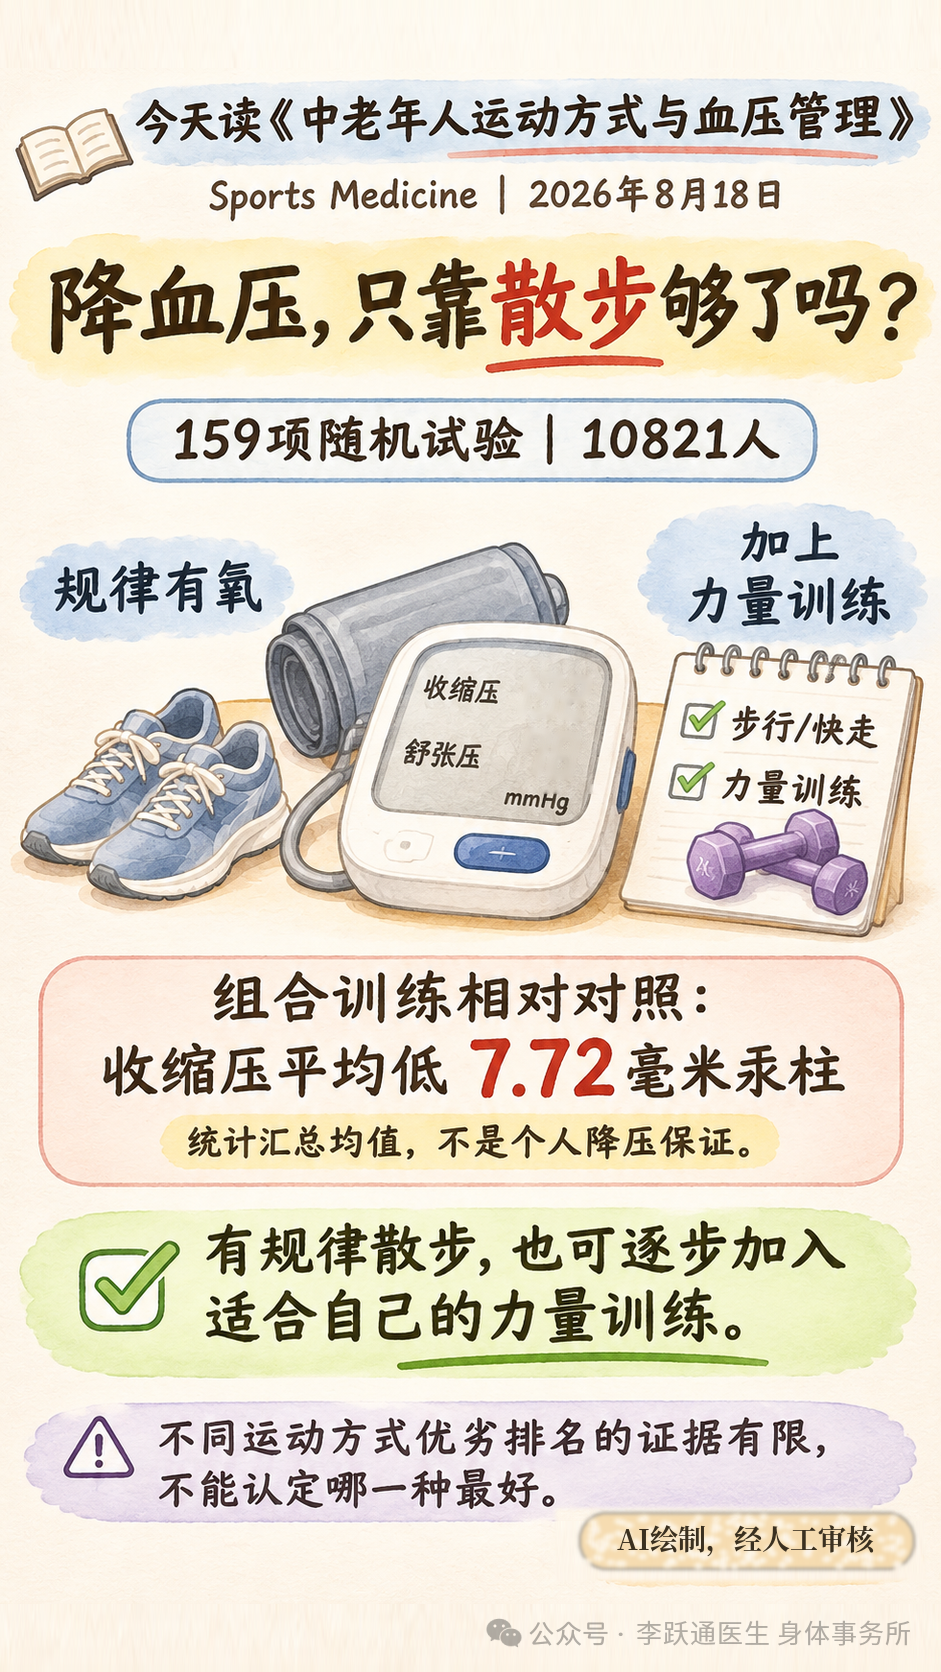 今天读《中老年人运动方式与血压管理》
Sports Medicine | 2026年8月18日
降血压,只靠散步够了吗?
159项随机试验 | 10821人
规律有氧
加上
力量训练
收缩压
舒张压
mmHg
步行/快走
力量训练
组合训练相对对照:
收缩压平均低 7.72毫米汞柱
统计汇总均值，不是个人降压保证。
有规律散步,也可逐步加入
适合自己的力量训练。
不同运动方式优劣排名的证据有限,
不能认定哪一种最好。
AI绘制，经人工审核
公众号 · 李跃通医生 身体事务所